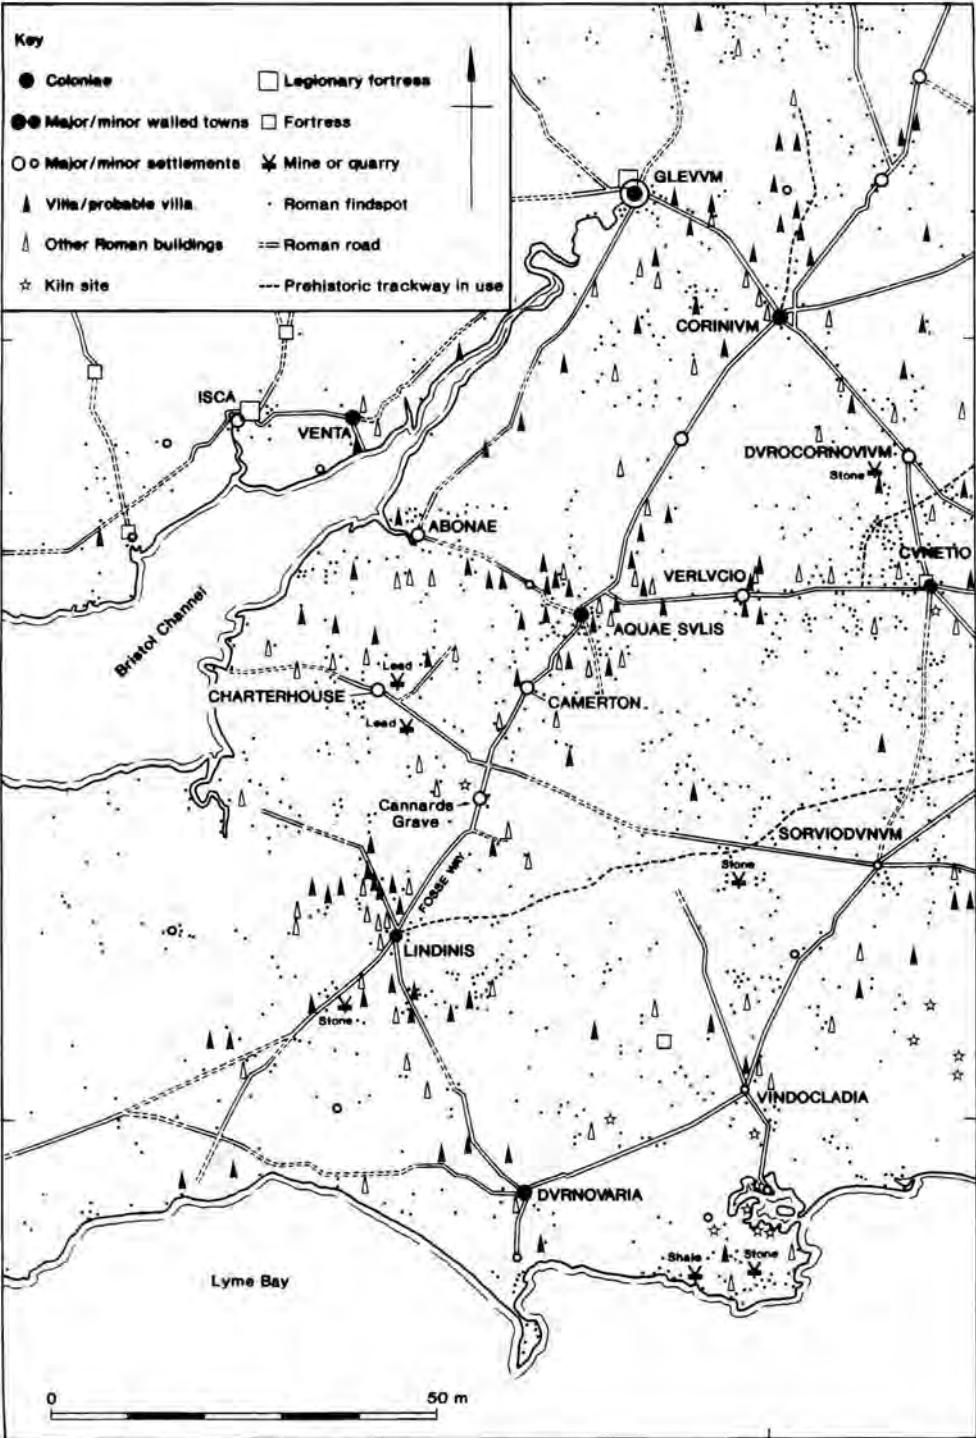 Key
Coloniae
Legionary fortress
Major/minor walled towns
Fortress
Major/minor settlements
Mine or quarry
Villa/probable villa
Roman findspot
Other Roman buildings
Roman road
Kiln site
Prehistoric trackway in use
GLEVVM
CORINIVM
ISCA
VENTA
DVROCORNOVIVM
Stone
ABONAE
CVNETIO
VERLVCIO
Bristol Channel
AQUAE SVLIS
Lead
CHARTERHOUSE
CAMERTON
Lead
Cannards
Grave
SORVIODVNVM
Stone
FOSSE WAY
LINDINIS
Stone
VINDOCLADIA
DVRNOVARIA
Shale
Stone
Lyme Bay
0
50 m